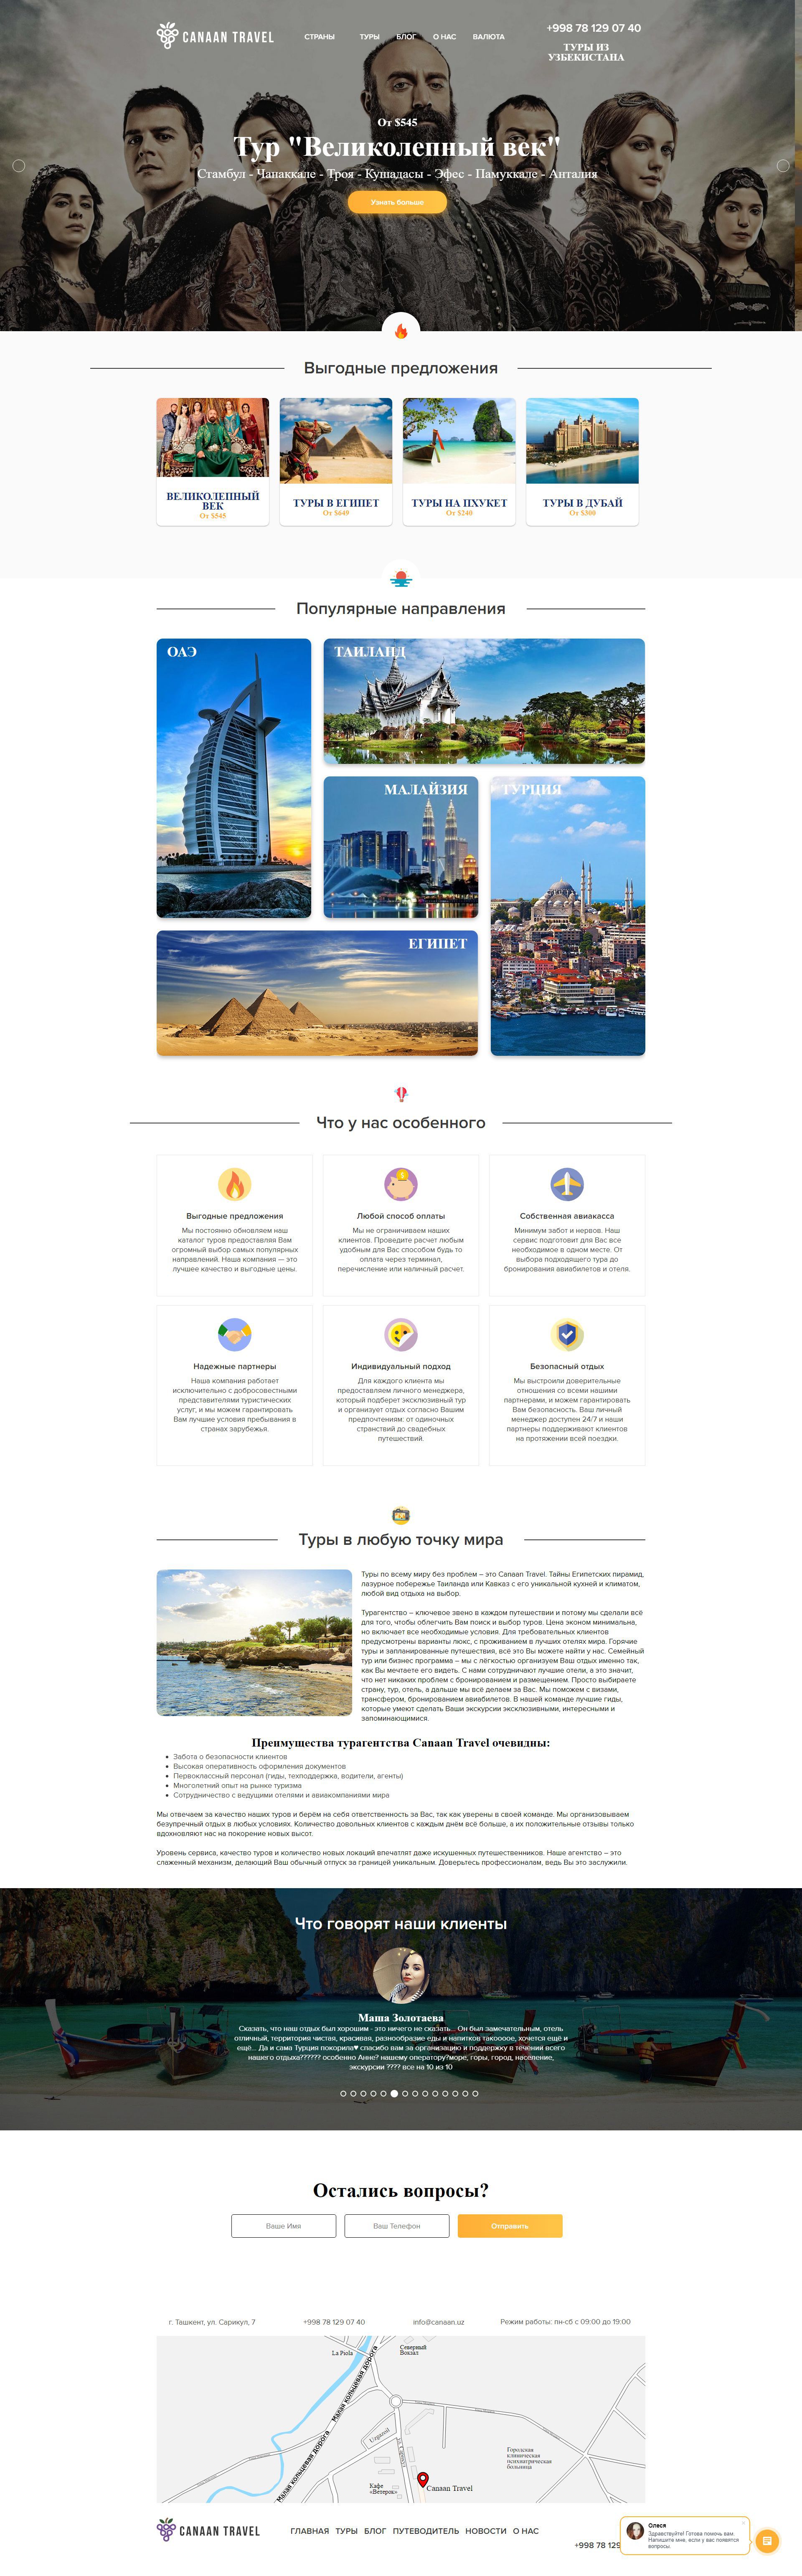 CANAAN TRAVEL
СТРАНЫ ТУРЫ БЛОГ О НАС ВАЛЮТА
+998 78 129 07 40
ТУРЫ ИЗ
УЗБЕКИСТАНА
От $545
Тур "Великолепный век"
Стамбул - Чанаккале - Троя - Кушадасы - Эфес - Памуккале - Анталия
Узнать больше
Выгодные предложения
ВЕЛИКОЛЕПНЫЙ
ВЕК
От $545
ТУРЫ В ЕГИПЕТ
От $649
ТУРЫ НА ПХУКЕТ
От $240
ТУРЫ В ДУБАЙ
От $300
Популярные направления
ОАЭ
ТАИЛАНД
МАЛАЙЗИЯ
ТУРЦИЯ
ЕГИПЕТ
Что у нас особенного
Выгодные предложения
Мы постоянно обновляем наш
каталог туров предоставляя Вам
огромный выбор самых популярных
направлений. Наша компания — это
лучшее качество и выгодные цены.
Любой способ оплаты
Мы не ограничиваем наших
клиентов. Проведите расчет любым
удобным для Вас способом будь то
оплата через терминал,
перечисление или наличный расчет.
Собственная авиакасса
Минимум забот и нервов. Наш
сервис подготовит для Вас все
необходимое в одном месте. От
выбора подходящего тура до
бронирования авиабилетов и отеля.
Надежные партнеры
Наша компания работает
исключительно с добросовестными
представителями туристических
услуг, и мы можем гарантировать
Вам лучшие условия пребывания в
странах зарубежья.
Индивидуальный подход
Для каждого клиента мы
предоставляем личного менеджера,
который подберет эксклюзивный тур
и организует отдых согласно Вашим
предпочтениям: от одиночных
странствий до свадебных
путешествий.
Безопасный отдых
Мы выстроили доверительные
отношения со всеми нашими
партнерами, и можем гарантировать
Вам безопасность. Ваш личный
менеджер доступен 24/7 и наши
партнеры поддерживают клиентов
на протяжении всей поездки.
Туры в любую точку мира
Туры по всему миру без проблем – это Canaan Travel. Тайны Египетских пирамид,
лазурное побережье Таиланда или Кавказ с его уникальной кухней и климатом,
любой вид отдыха на выбор.
Турагентство – ключевое звено в каждом путешествии и потому мы сделали всё
для того, чтобы облегчить Вам поиск и выбор туров. Цена эконом минимальна,
но включает все необходимые условия. Для требовательных клиентов
предусмотрены варианты люкс, с проживанием в лучших отелях мира. Горячие
туры и запланированные путешествия, всё это Вы можете найти у нас. Семейный
тур или бизнес программа – мы с лёгкостью организуем Ваш отдых именно так,
как Вы мечтаете его видеть. С нами сотрудничают лучшие отели, а это значит,
что нет никаких проблем с бронированием и размещением. Просто выбираете
страну, тур, отель, а дальше мы всё делаем за Вас. Мы поможем с визами,
трансфером, бронированием авиабилетов. В нашей команде лучшие гиды,
которые умеют сделать Ваши экскурсии эксклюзивными, интересными и
запоминающимися.
Преимущества турагентства Canaan Travel очевидны:
• Забота о безопасности клиентов
• Высокая оперативность оформления документов
• Первоклассный персонал (гиды, техподдержка, водители, агенты)
• Многолетний опыт на рынке туризма
• Сотрудничество с ведущими отелями и авиакомпаниями мира
Мы отвечаем за качество наших туров и берём на себя ответственность за Вас, так как уверены в своей команде. Мы организовываем
безупречный отдых в любых условиях. Количество довольных клиентов с каждым днём всё больше, а их положительные отзывы только
вдохновляют нас на покорение новых высот.
Уровень сервиса, качество туров и количество новых локаций впечатлят даже искушенных путешественников. Наше агентство – это
слаженный механизм, делающий Ваш обычный отпуск за границей уникальным. Доверьтесь профессионалам, ведь Вы это заслужили.
Что говорят наши клиенты
Маша Золотаева
Сказать, что наш отдых был хорошим - это ничего не сказать... Он был замечательным, отель
отличный, территория чистая, красивая, разнообразие еды и напитков такоооое, хочется ещё и
ещё... Да и сама Турция покорила♥ спасибо вам за организацию и поддержку в течении всего
нашего отдыха?????? особенно Анне? нашему оператору?море, горы, город, население,
экскурсии ???? все на 10 из 10
Остались вопросы?
Ваше Имя
Ваш Телефон
Отправить
г. Ташкент, ул. Сарикул, 7
+998 78 129 07 40
info@canaan.uz
Режим работы: пн-сб с 09:00 до 19:00
La Piola
Северный
Вокзал
Малая кольцевая дорога
Малая кольцевая дорога
Uzgazoil
Городская
клиническая
психиатрическая
больница
Кафе
«Ветерок»
Canaan Travel
CANAAN TRAVEL
ГЛАВНАЯ ТУРЫ БЛОГ ПУТЕВОДИТЕЛЬ НОВОСТИ О НАС
+998 78 129
Олеся
Здравствуйте! Готова помочь вам.
Напишите мне, если у вас появятся
вопросы.